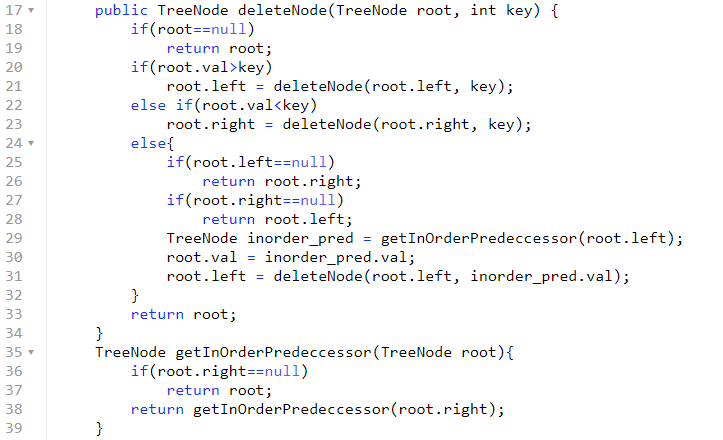 17 public TreeNode deleteNode(TreeNode root, int key) {
18 if(root==null)
19 return root;
20 if(root.val>key)
21 root.left = deleteNode(root.left, key);
22 else if(root.val<key)
23 root.right = deleteNode(root.right, key);
24 else{
25 if(root.left==null)
26 return root.right;
27 if(root.right==null)
28 return root.left;
29 TreeNode inorder_pred = getInOrderPredeccessor(root.left);
30 root.val = inorder_pred.val;
31 root.left = deleteNode(root.left, inorder_pred.val);
32 }
33 return root;
34 }
35 TreeNode getInOrderPredeccessor(TreeNode root){
36 if(root.right==null)
37 return root;
38 return getInOrderPredeccessor(root.right);
39 }